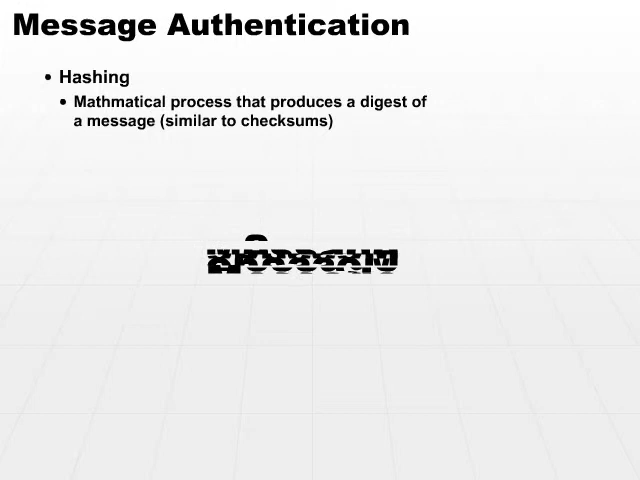 Message Authentication
• Hashing
• Mathmatical process that produces a digest of
a message (similar to checksums)